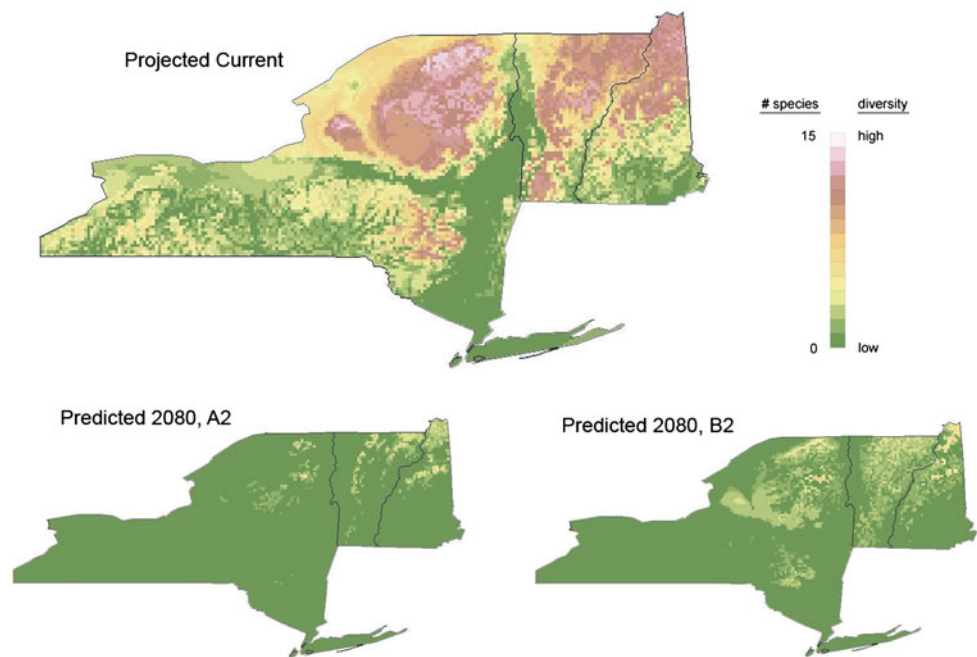 Projected Current
# species diversity
15 high
0 low
Predicted 2080, A2
Predicted 2080, B2